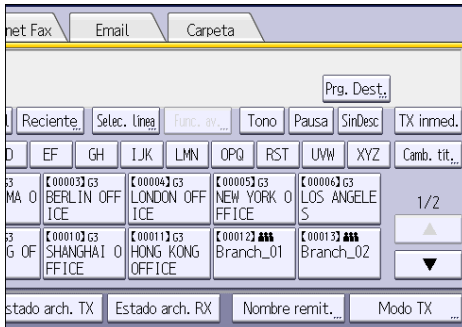 net Fax Email Carpeta
Prg. Dest.
Reciente Selec. línea Func. av. Tono Pausa SinDesc TX inmed.
D EF GH IJK LMN OPQ RST UVW XYZ Camb. tít.
[00003] G3 [00004] G3 [00005] G3 [00006] G3
MA O BERLIN OFF LONDON OFF NEW YORK O LOS ANGELE
ICE ICE FFICE S
1/2
[00010] G3 [00011] G3 [00012] [00013]
G OF SHANGHAI O HONG KONG Branch_01 Branch_02
FFICE OFFICE
stado arch. TX Estado arch. RX Nombre remit. Modo TX